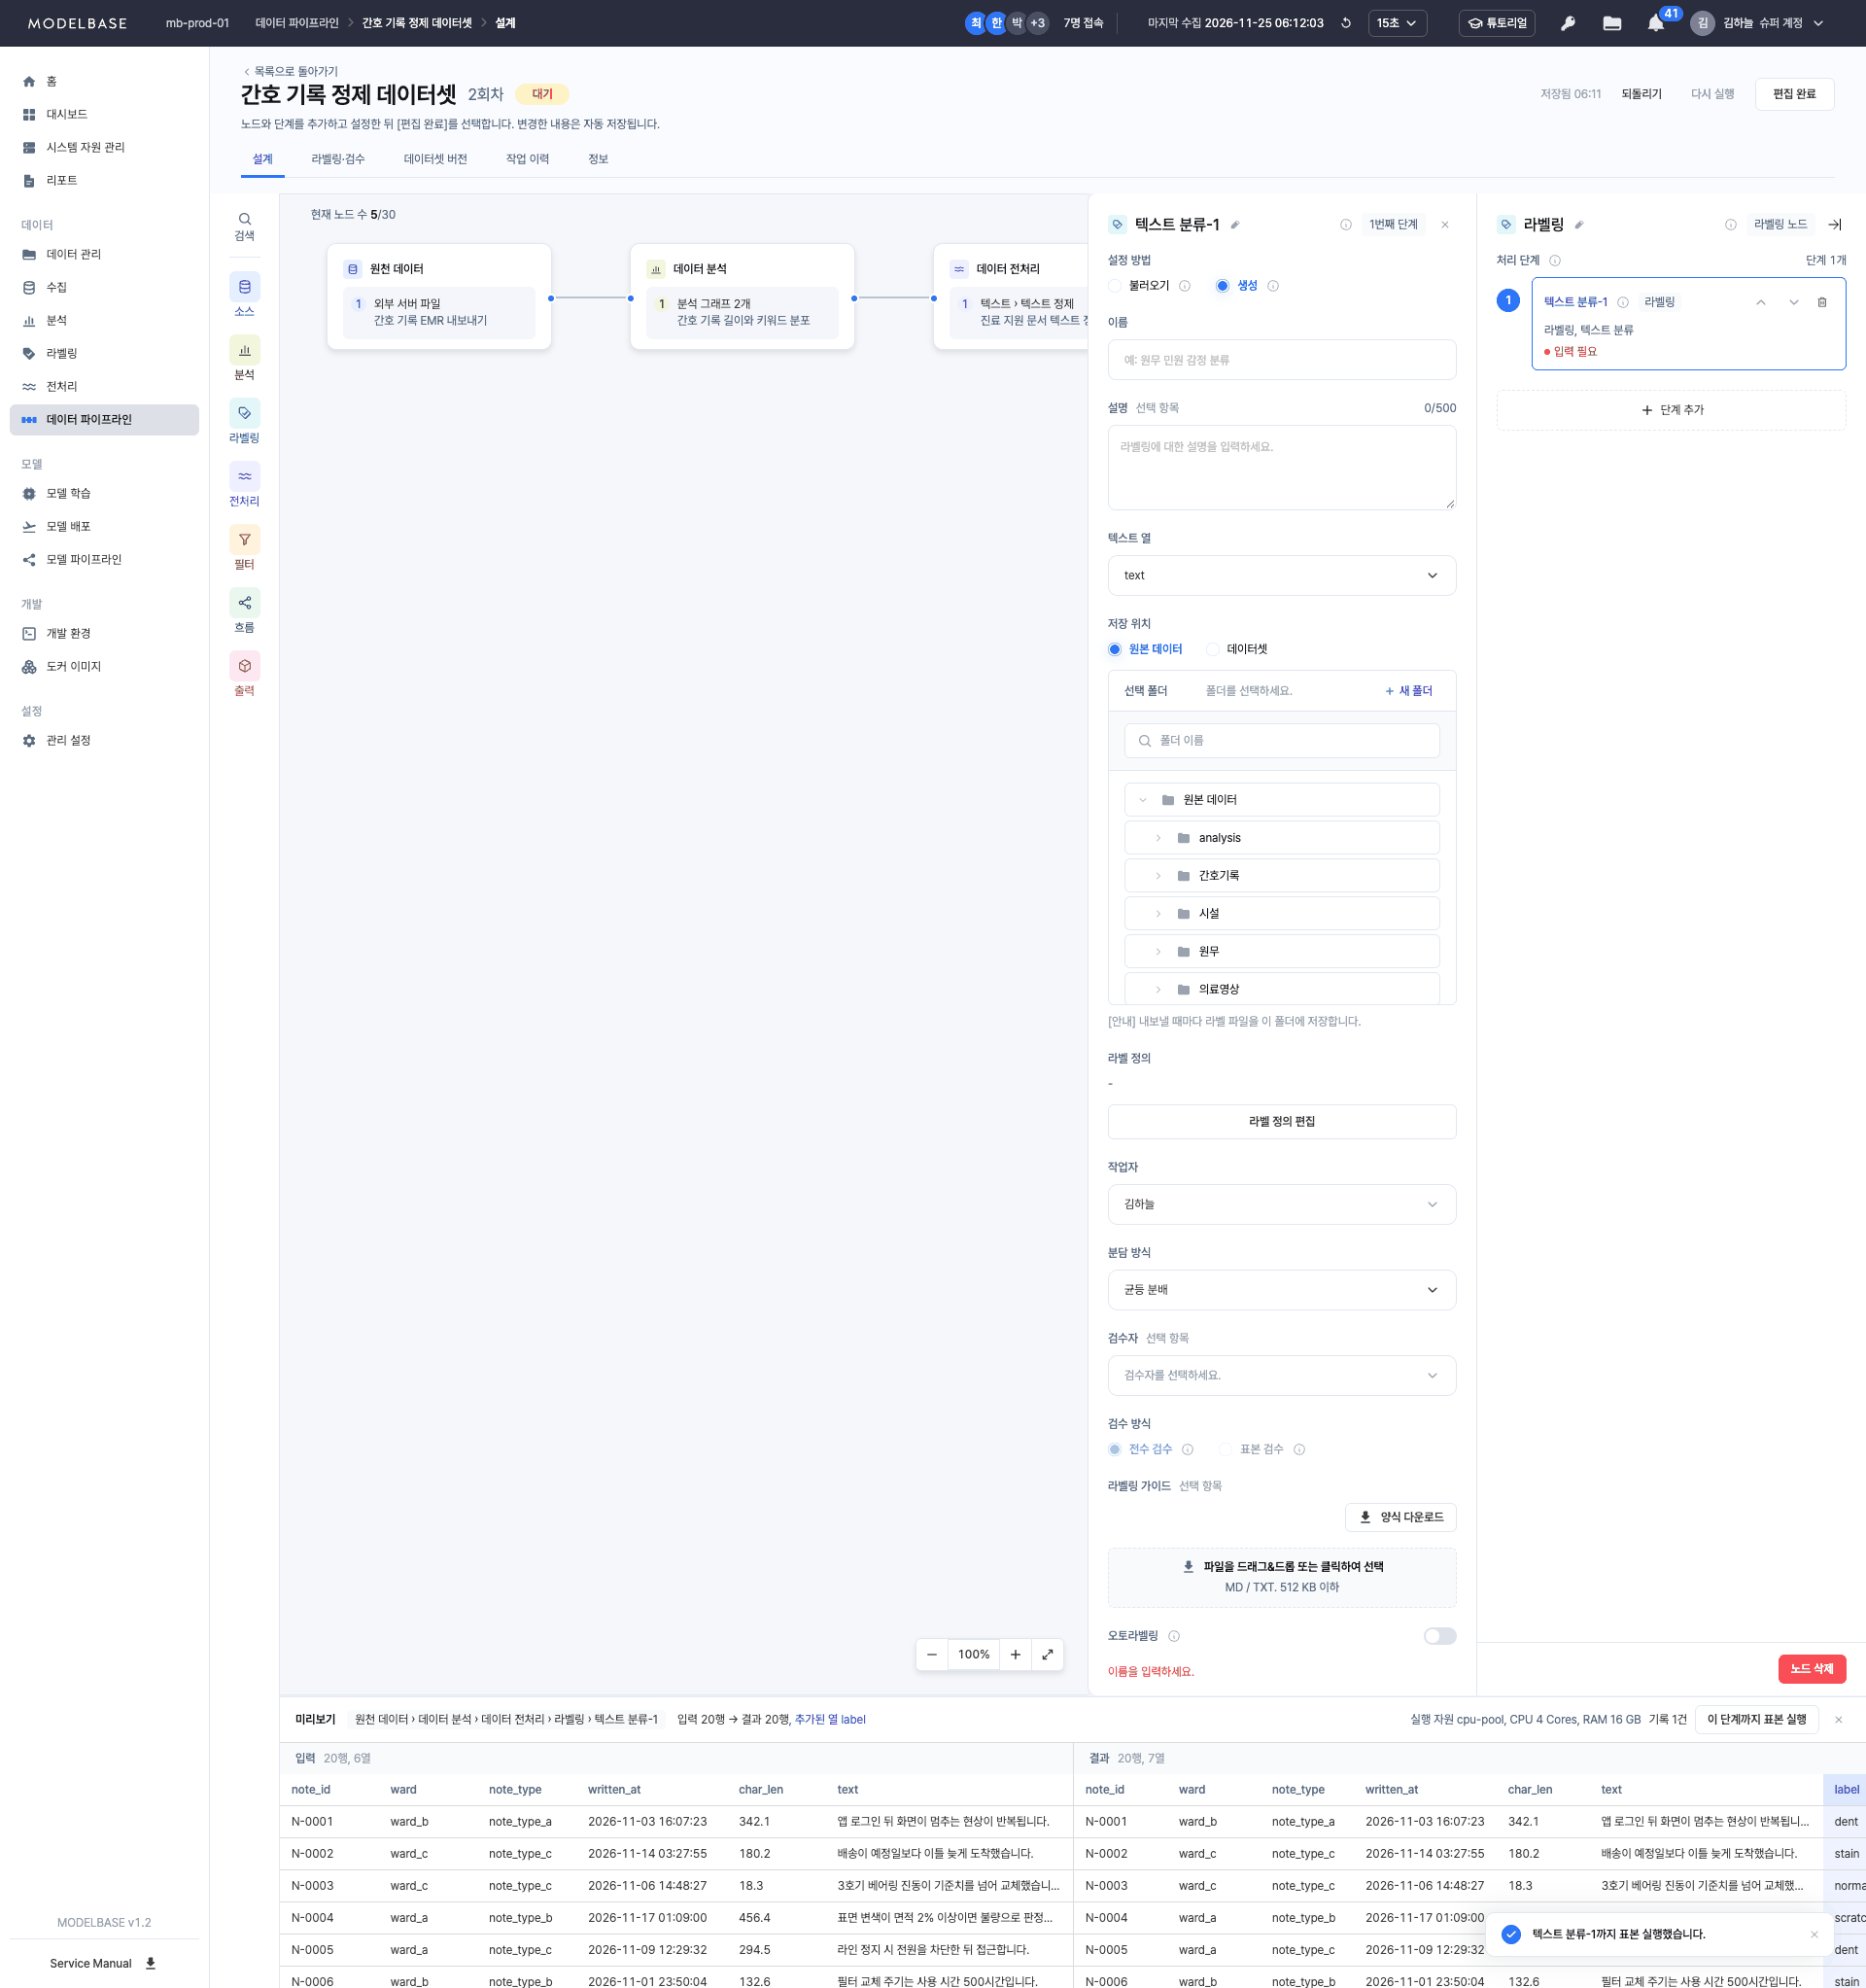 MODELBASE
mb-prod-01
데이터 파이프라인 > 간호 기록 정제 데이터셋 > 설계
최 한 박 +3 7명 접속
마지막 수집 2026-11-25 06:12:03
15초
튜토리얼
41
김 김하늘 슈퍼 계정
홈
대시보드
시스템 자원 관리
리포트
데이터
데이터 관리
수집
분석
라벨링
전처리
데이터 파이프라인
모델
모델 학습
모델 배포
모델 파이프라인
개발
개발 환경
도커 이미지
설정
관리 설정
MODELBASE v1.2
Service Manual
목록으로 돌아가기
간호 기록 정제 데이터셋 2회차 대기
노드와 단계를 추가하고 설정한 뒤 [편집 완료]를 선택합니다. 변경한 내용은 자동 저장됩니다.
저장됨 06:11 되돌리기 다시 실행 편집 완료
설계 라벨링·검수 데이터셋 버전 작업 이력 정보
검색
소스
분석
라벨링
전처리
필터
흐름
출력
현재 노드 수 5/30
원천 데이터
1 외부 서버 파일
간호 기록 EMR 내보내기
데이터 분석
1 분석 그래프 2개
간호 기록 길이와 키워드 분포
데이터 전처리
1 텍스트 › 텍스트 정제
진료 지원 문서 텍스트 정
100%
텍스트 분류-1 1번째 단계
설정 방법
불러오기 생성
이름
예: 원무 민원 감정 분류
설명 선택 항목 0/500
라벨링에 대한 설명을 입력하세요.
텍스트 열
text
저장 위치
원본 데이터 데이터셋
선택 폴더 폴더를 선택하세요. + 새 폴더
폴더 이름
원본 데이터
analysis
간호기록
시설
원무
의료영상
[안내] 내보낼 때마다 라벨 파일을 이 폴더에 저장합니다.
라벨 정의
-
라벨 정의 편집
작업자
김하늘
분담 방식
균등 분배
검수자 선택 항목
검수자를 선택하세요.
검수 방식
전수 검수 표본 검수
라벨링 가이드 선택 항목
양식 다운로드
파일을 드래그&드롭 또는 클릭하여 선택
MD / TXT. 512 KB 이하
오토라벨링
이름을 입력하세요.
라벨링 라벨링 노드
처리 단계 단계 1개
1 텍스트 분류-1 라벨링
라벨링, 텍스트 분류
입력 필요
+ 단계 추가
노드 삭제
미리보기 원천 데이터 › 데이터 분석 › 데이터 전처리 › 라벨링 › 텍스트 분류-1 입력 20행 → 결과 20행, 추가된 열 label
실행 자원 cpu-pool, CPU 4 Cores, RAM 16 GB 기록 1건 이 단계까지 표본 실행
입력 20행, 6열
note_id ward note_type written_at char_len text
N-0001 ward_b note_type_a 2026-11-03 16:07:23 342.1 앱 로그인 뒤 화면이 멈추는 현상이 반복됩니다.
N-0002 ward_c note_type_c 2026-11-14 03:27:55 180.2 배송이 예정일보다 이틀 늦게 도착했습니다.
N-0003 ward_c note_type_c 2026-11-06 14:48:27 18.3 3호기 베어링 진동이 기준치를 넘어 교체했습니...
N-0004 ward_a note_type_b 2026-11-17 01:09:00 456.4 표면 변색이 면적 2% 이상이면 불량으로 판정...
N-0005 ward_a note_type_c 2026-11-09 12:29:32 294.5 라인 정지 시 전원을 차단한 뒤 접근합니다.
N-0006 ward_b note_type_b 2026-11-01 23:50:04 132.6 필터 교체 주기는 사용 시간 500시간입니다.
결과 20행, 7열
note_id ward note_type written_at char_len text label
N-0001 ward_b note_type_a 2026-11-03 16:07:23 342.1 앱 로그인 뒤 화면이 멈추는 현상이 반복됩니... dent
N-0002 ward_c note_type_c 2026-11-14 03:27:55 180.2 배송이 예정일보다 이틀 늦게 도착했습니다. stain
N-0003 ward_c note_type_c 2026-11-06 14:48:27 18.3 3호기 베어링 진동이 기준치를 넘어 교체했... norma
N-0004 ward_a note_type_b 2026-11-17 01:09:00 scratc
N-0005 ward_a note_type_c 2026-11-09 12:29:32 dent
N-0006 ward_b note_type_b 2026-11-01 23:50:04 132.6 필터 교체 주기는 사용 시간 500시간입니다. stain
텍스트 분류-1까지 표본 실행했습니다.